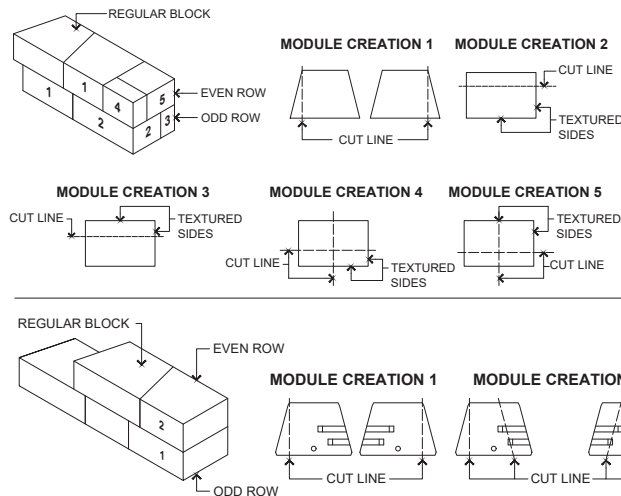 REGULAR BLOCK
MODULE CREATION 1
MODULE CREATION 2
CUT LINE
EVEN ROW
ODD ROW
1
1
4
5
2
2
3
CUT LINE
TEXTURED
SIDES
MODULE CREATION 3
MODULE CREATION 4
MODULE CREATION 5
CUT LINE
TEXTURED
SIDES
CUT LINE
TEXTURED
SIDES
TEXTURED
SIDES
CUT LINE
REGULAR BLOCK
EVEN ROW
MODULE CREATION 1
MODULE CREATION
2
1
CUT LINE
CUT LINE
ODD ROW